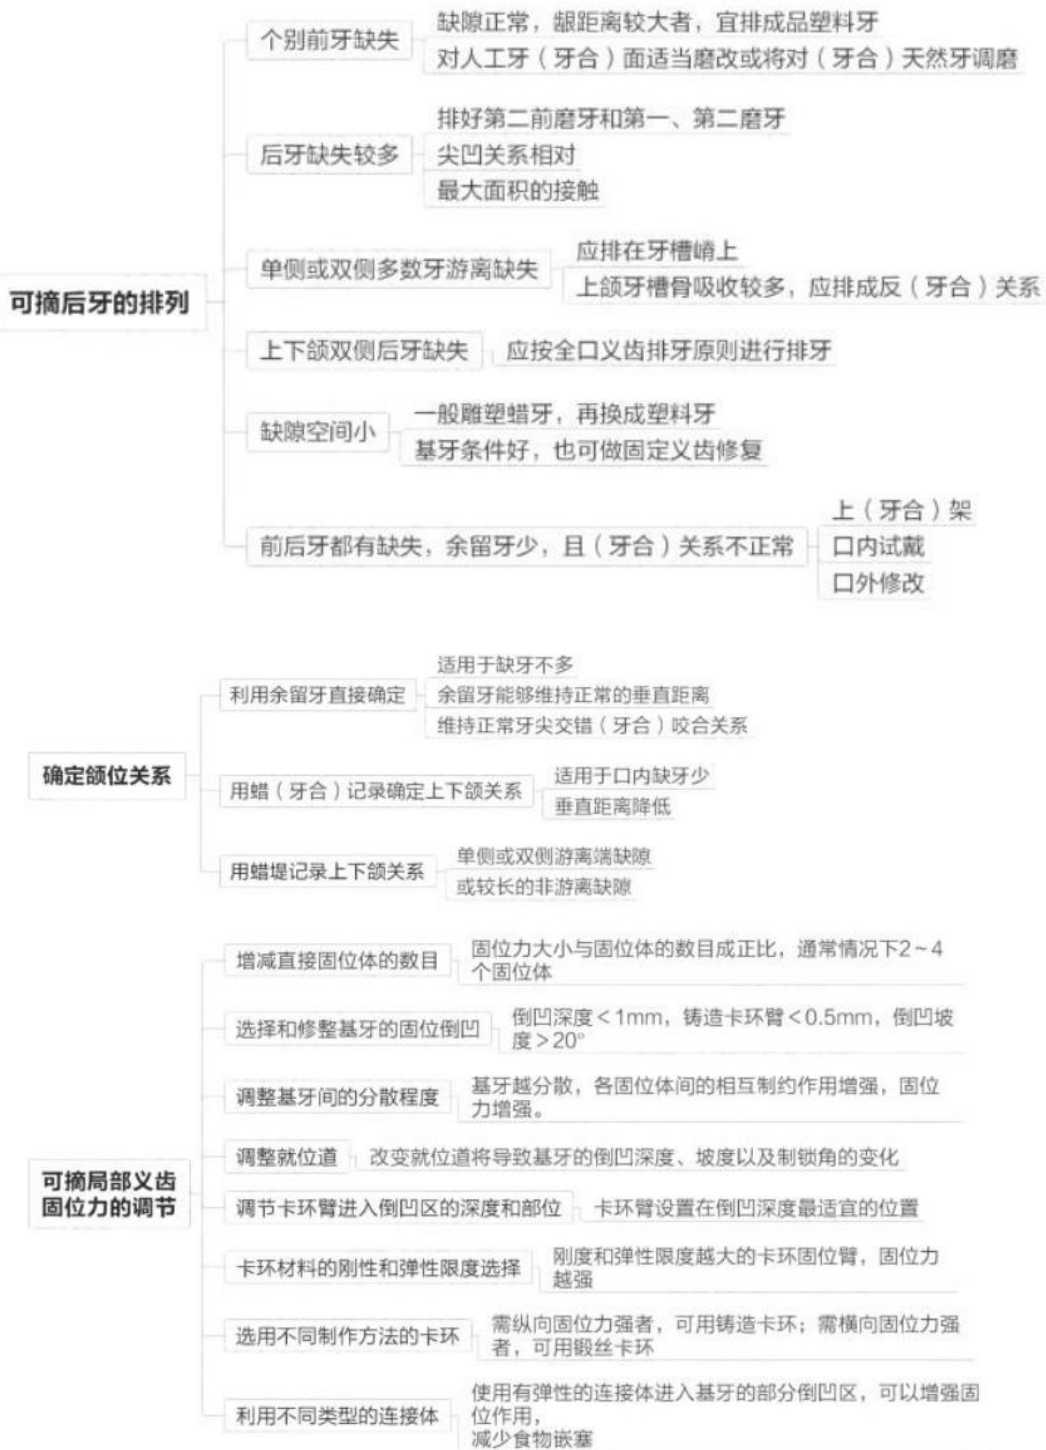 可摘后牙的排列
个别前牙缺失
缺隙正常，龈距离较大者，宜排成品塑料牙
对人工牙（牙合）面适当磨改或将对（牙合）天然牙调磨
后牙缺失较多
排好第二前磨牙和第一、第二磨牙
尖凹关系相对
最大面积的接触
单侧或双侧多数牙游离缺失
应排在牙槽嵴上
上颌牙槽骨吸收较多，应排成反（牙合）关系
上下颌双侧后牙缺失
应按全口义齿排牙原则进行排牙
缺隙空间小
一般雕塑蜡牙，再换成塑料牙
基牙条件好，也可做固定义齿修复
前后牙都有缺失，余留牙少，且（牙合）关系不正常
上（牙合）架
口内试戴
口外修改
确定颌位关系
利用余留牙直接确定
适用于缺牙不多
余留牙能够维持正常的垂直距离
维持正常牙尖交错（牙合）咬合关系
用蜡（牙合）记录确定上下颌关系
适用于口内缺牙少
垂直距离降低
用蜡堤记录上下颌关系
单侧或双侧游离端缺隙
或较长的非游离缺隙
可摘局部义齿
固位力的调节
增减直接固位体的数目
固位力大小与固位体的数目成正比，通常情况下2～4
个固位体
选择和修整基牙的固位倒凹
倒凹深度＜1mm，铸造卡环臂＜0.5mm，倒凹坡
度＞20°
调整基牙间的分散程度
基牙越分散，各固位体间的相互制约作用增强，固位
力增强。
调整就位道
改变就位道将导致基牙的倒凹深度、坡度以及制锁角的变化
调节卡环臂进入倒凹区的深度和部位
卡环臂设置在倒凹深度最适宜的位置
卡环材料的刚性和弹性限度选择
刚度和弹性限度越大的卡环固位臂，固位力
越强
选用不同制作方法的卡环
需纵向固位力强者，可用铸造卡环；需横向固位力强
者，可用锻丝卡环
利用不同类型的连接体
使用有弹性的连接体进入基牙的部分倒凹区，可以增强固
位作用，
减少食物嵌塞